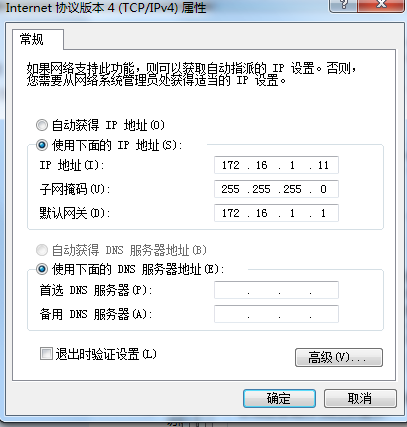 Internet 协议版本 4 (TCP/IPv4) 属性
常规
如果网络支持此功能，则可以获取自动指派的 IP 设置。否则，
您需要从网络系统管理员处获得适当的 IP 设置。
自动获得 IP 地址(O)
使用下面的 IP 地址(S):
IP 地址(I): 172 . 16 . 1 . 11
子网掩码(U): 255 .255 .255 . 0
默认网关(D): 172 . 16 . 1 . 1
自动获得 DNS 服务器地址(B)
使用下面的 DNS 服务器地址(E):
首选 DNS 服务器(P): . . .
备用 DNS 服务器(A): . . .
退出时验证设置(L)
高级(V)...
确定 取消